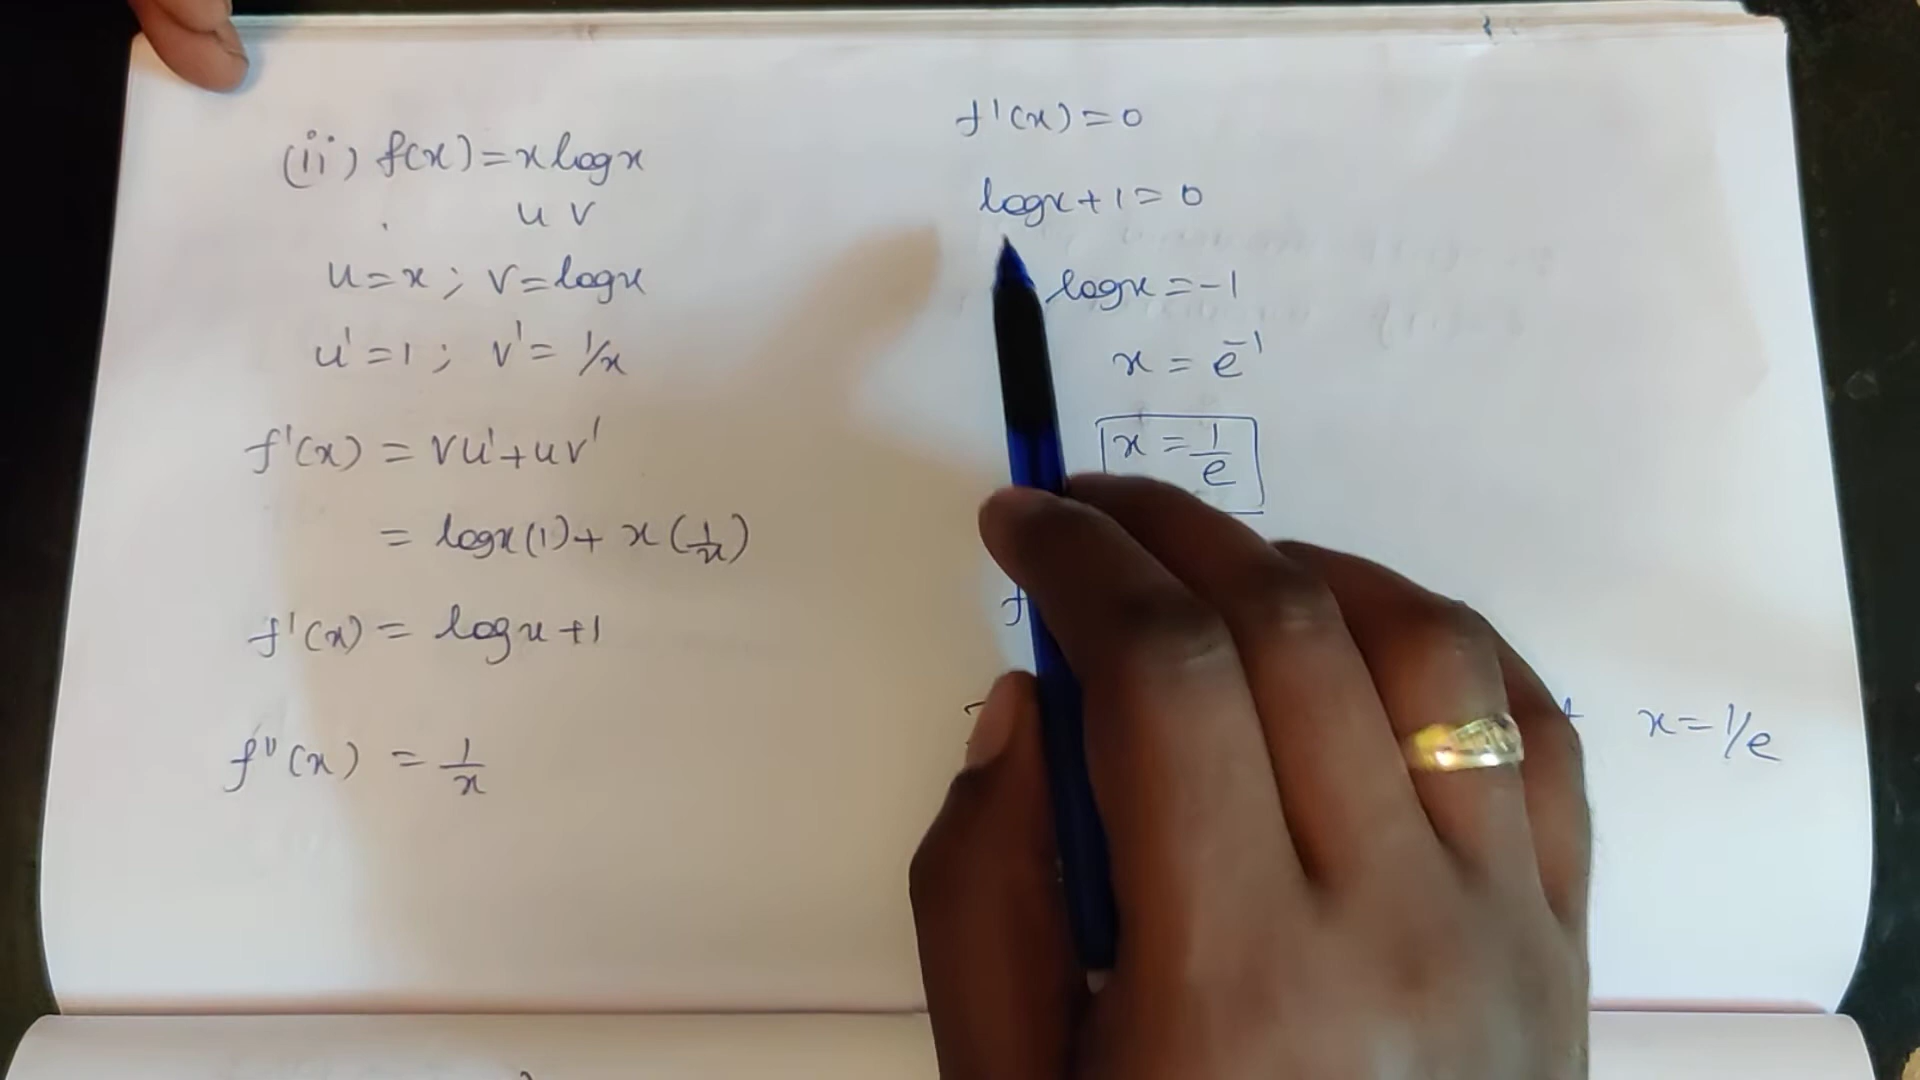 (ii) f(x) = x log x
u v
u = x ; v = log x
u' = 1 ; v' = 1/x
f'(x) = vu' + uv'
= log x (1) + x (1/x)
f'(x) = log x + 1
f''(x) = 1/x
f'(x) = 0
log x + 1 = 0
log x = -1
x = e⁻¹
x = 1/e
f
x = 1/e